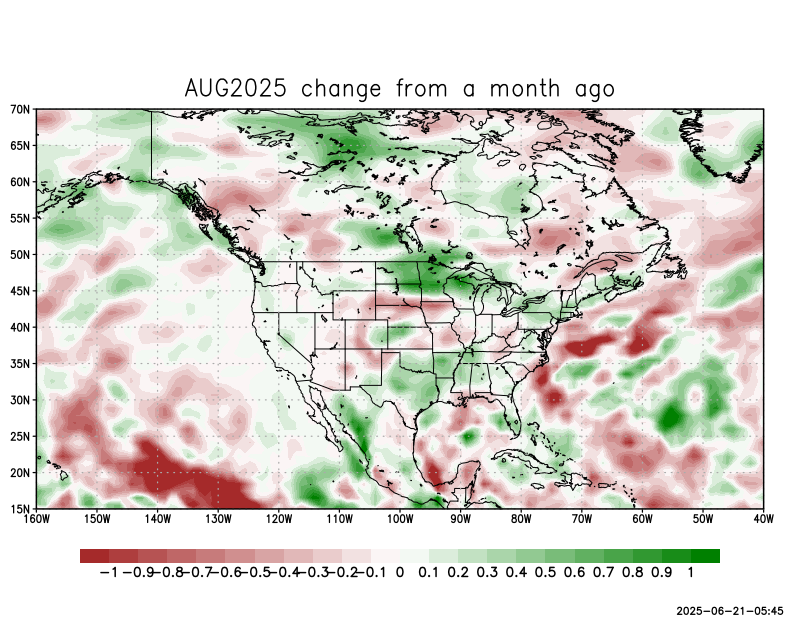 AUG2025 change from a month ago
70N
65N
60N
55N
50N
45N
40N
35N
30N
25N
20N
15N
160W 150W 140W 130W 120W 110W 100W 90W 80W 70W 60W 50W 40W
-1 -0.9 -0.8 -0.7 -0.6 -0.5 -0.4 -0.3 -0.2 -0.1 0 0.1 0.2 0.3 0.4 0.5 0.6 0.7 0.8 0.9 1
2025-06-21-05:45